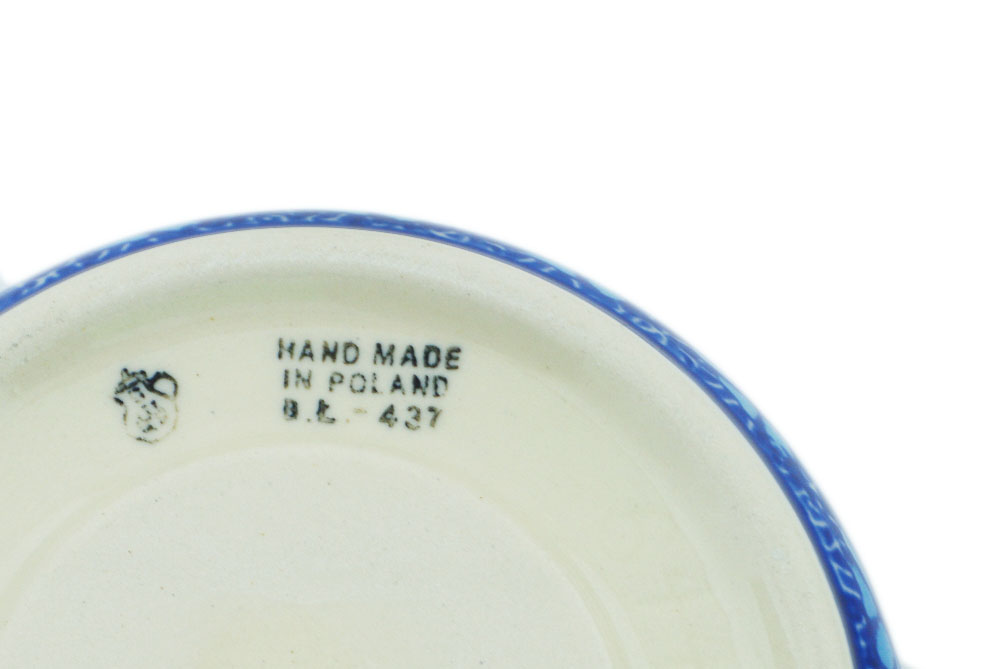 HAND MADE
IN POLAND
B.Ł. - 437